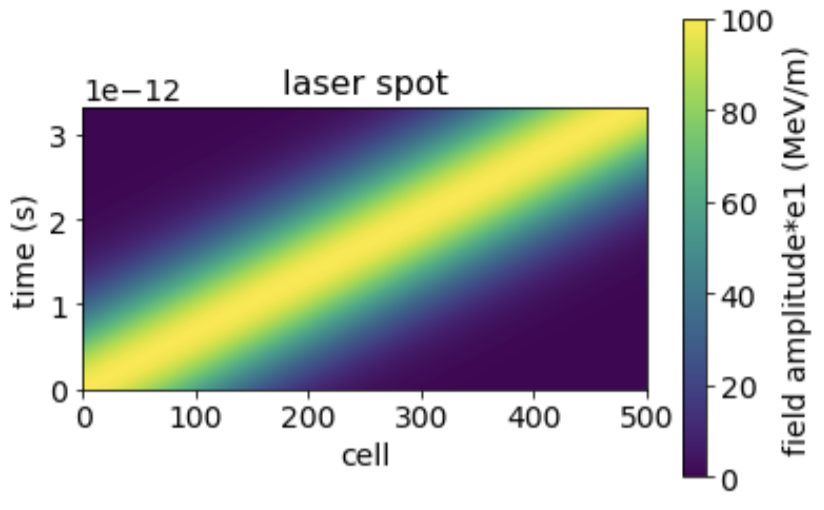 laser spot
1e−12
3
2
1
0
time (s)
0 100 200 300 400 500
cell
100
80
60
40
20
0
field amplitude*e1 (MeV/m)